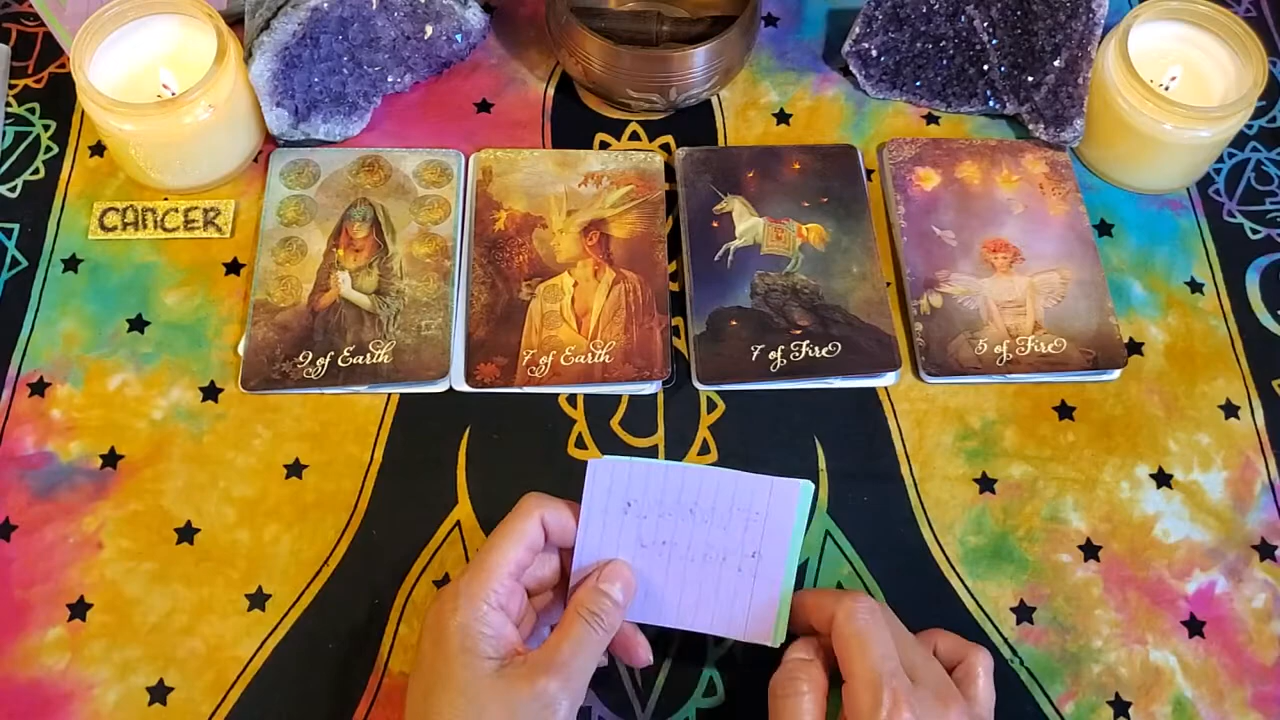 CANCER
9 of Earth
7 of Earth
7 of Fire
5 of Fire